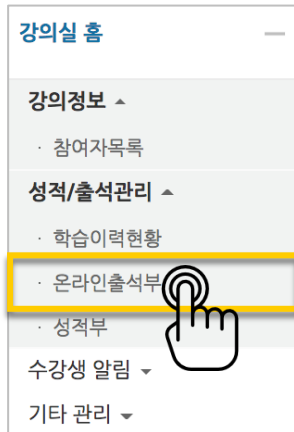 강의실 홈
강의정보
· 참여자목록
성적/출석관리
· 학습이력현황
· 온라인출석부
· 성적부
수강생 알림
기타 관리